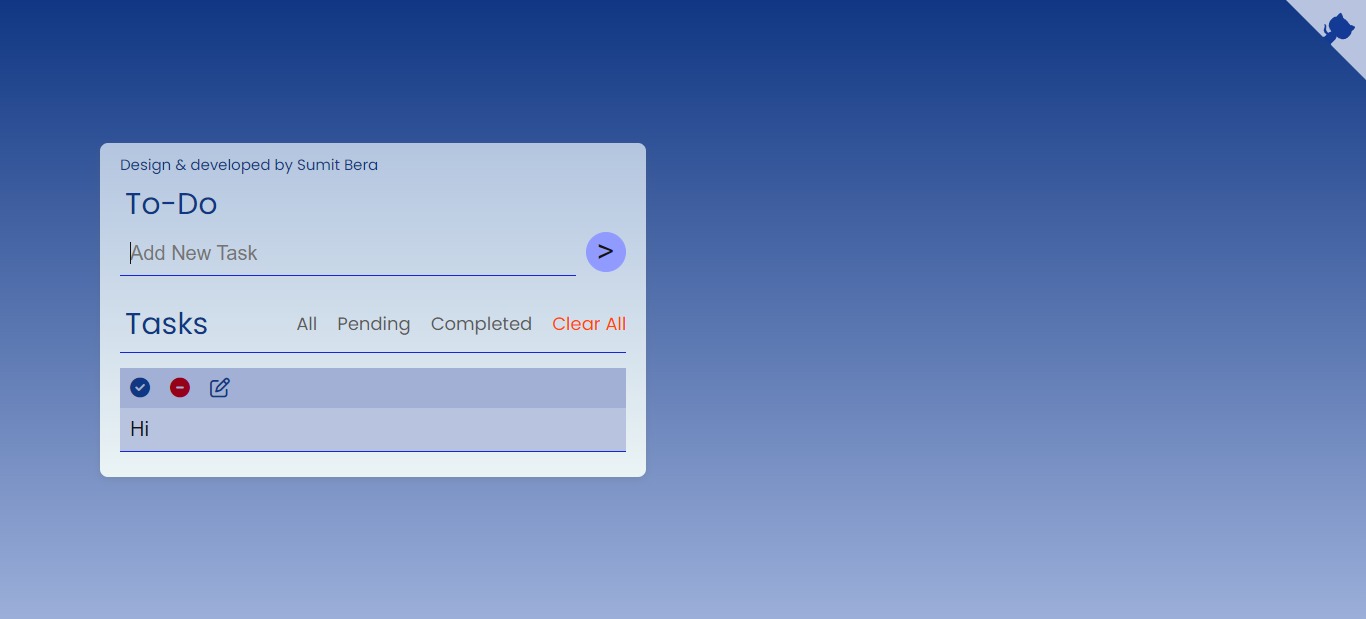 Design & developed by Sumit Bera
To-Do
Add New Task >
Tasks All Pending Completed Clear All
Hi